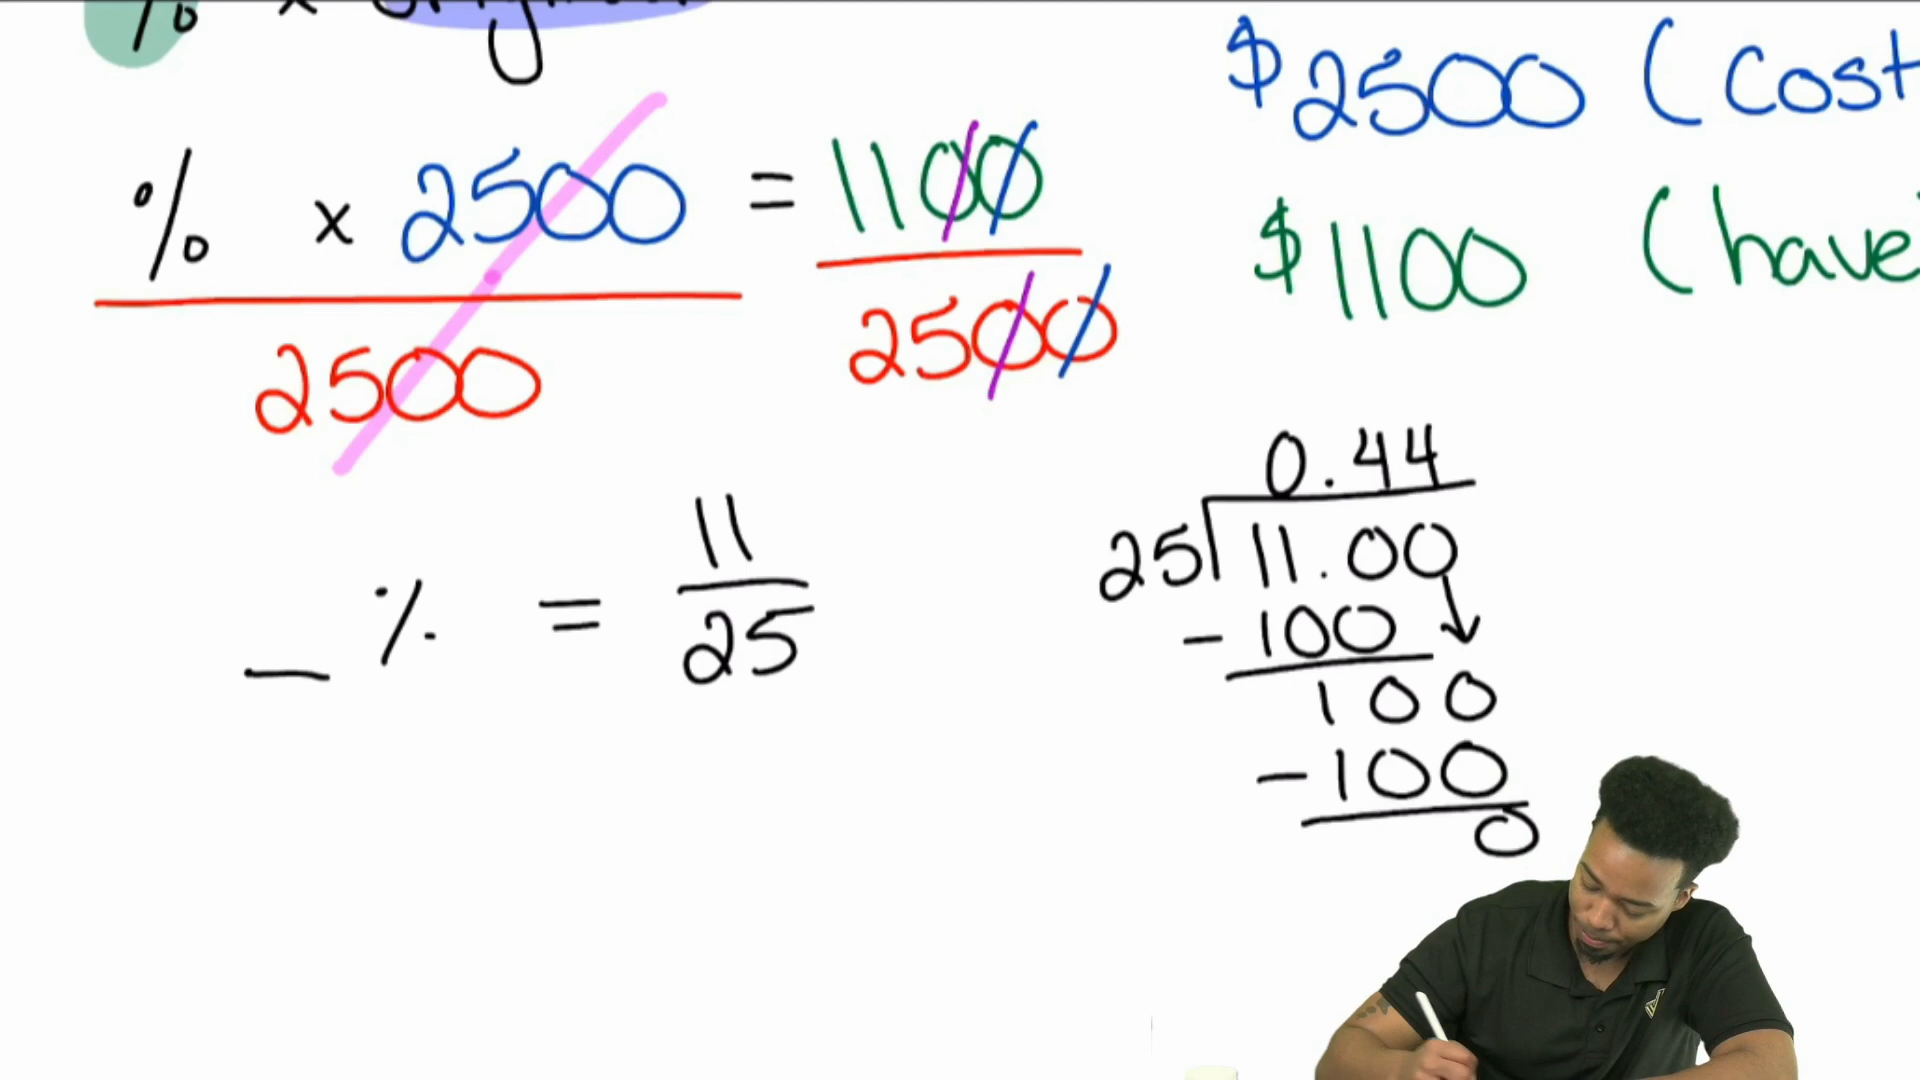 % x
$2500 (cost
% x 2500 = 1100
2500 2500
$1100 (have
0.44
25 11.00
- 100
100
- 100
0
_ % = 11
25